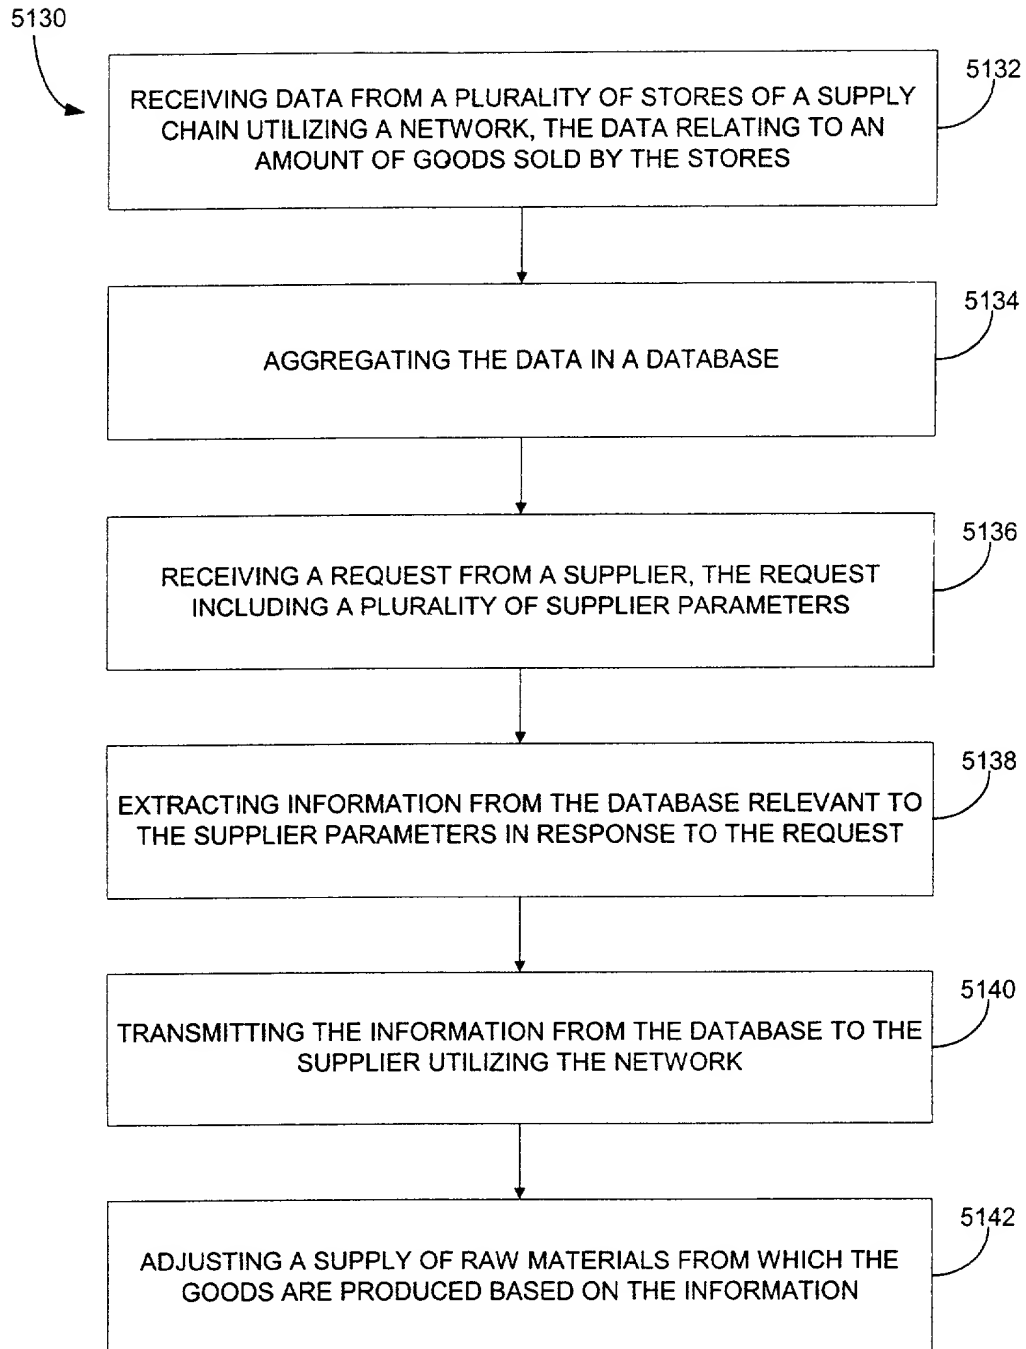 5130
5132
RECEIVING DATA FROM A PLURALITY OF STORES OF A SUPPLY
CHAIN UTILIZING A NETWORK, THE DATA RELATING TO AN
AMOUNT OF GOODS SOLD BY THE STORES
5134
AGGREGATING THE DATA IN A DATABASE
5136
RECEIVING A REQUEST FROM A SUPPLIER, THE REQUEST
INCLUDING A PLURALITY OF SUPPLIER PARAMETERS
5138
EXTRACTING INFORMATION FROM THE DATABASE RELEVANT TO
THE SUPPLIER PARAMETERS IN RESPONSE TO THE REQUEST
5140
TRANSMITTING THE INFORMATION FROM THE DATABASE TO THE
SUPPLIER UTILIZING THE NETWORK
5142
ADJUSTING A SUPPLY OF RAW MATERIALS FROM WHICH THE
GOODS ARE PRODUCED BASED ON THE INFORMATION